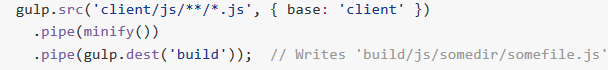 gulp.src('client/js/**/*.js', { base: 'client' })
.pipe(minify())
.pipe(gulp.dest('build'));  // Writes 'build/js/somedir/somefile.js'